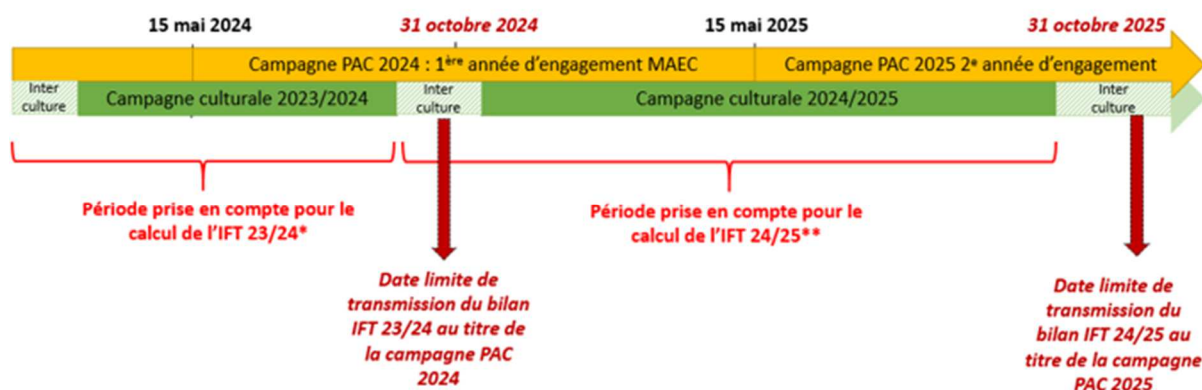 15 mai 2024
31 octobre 2024
15 mai 2025
31 octobre 2025
Campagne PAC 2024 : 1ère année d'engagement MAEC
Campagne PAC 2025 2e année d'engagement
Inter
culture
Campagne culturale 2023/2024
Inter
culture
Campagne culturale 2024/2025
Inter
culture
Période prise en compte pour le
calcul de l'IFT 23/24*
Période prise en compte pour le
calcul de l'IFT 24/25**
Date limite de
transmission du bilan
IFT 23/24 au titre de
la campagne PAC
2024
Date limite de
transmission du
bilan IFT 24/25 au
titre de la campagne
PAC 2025